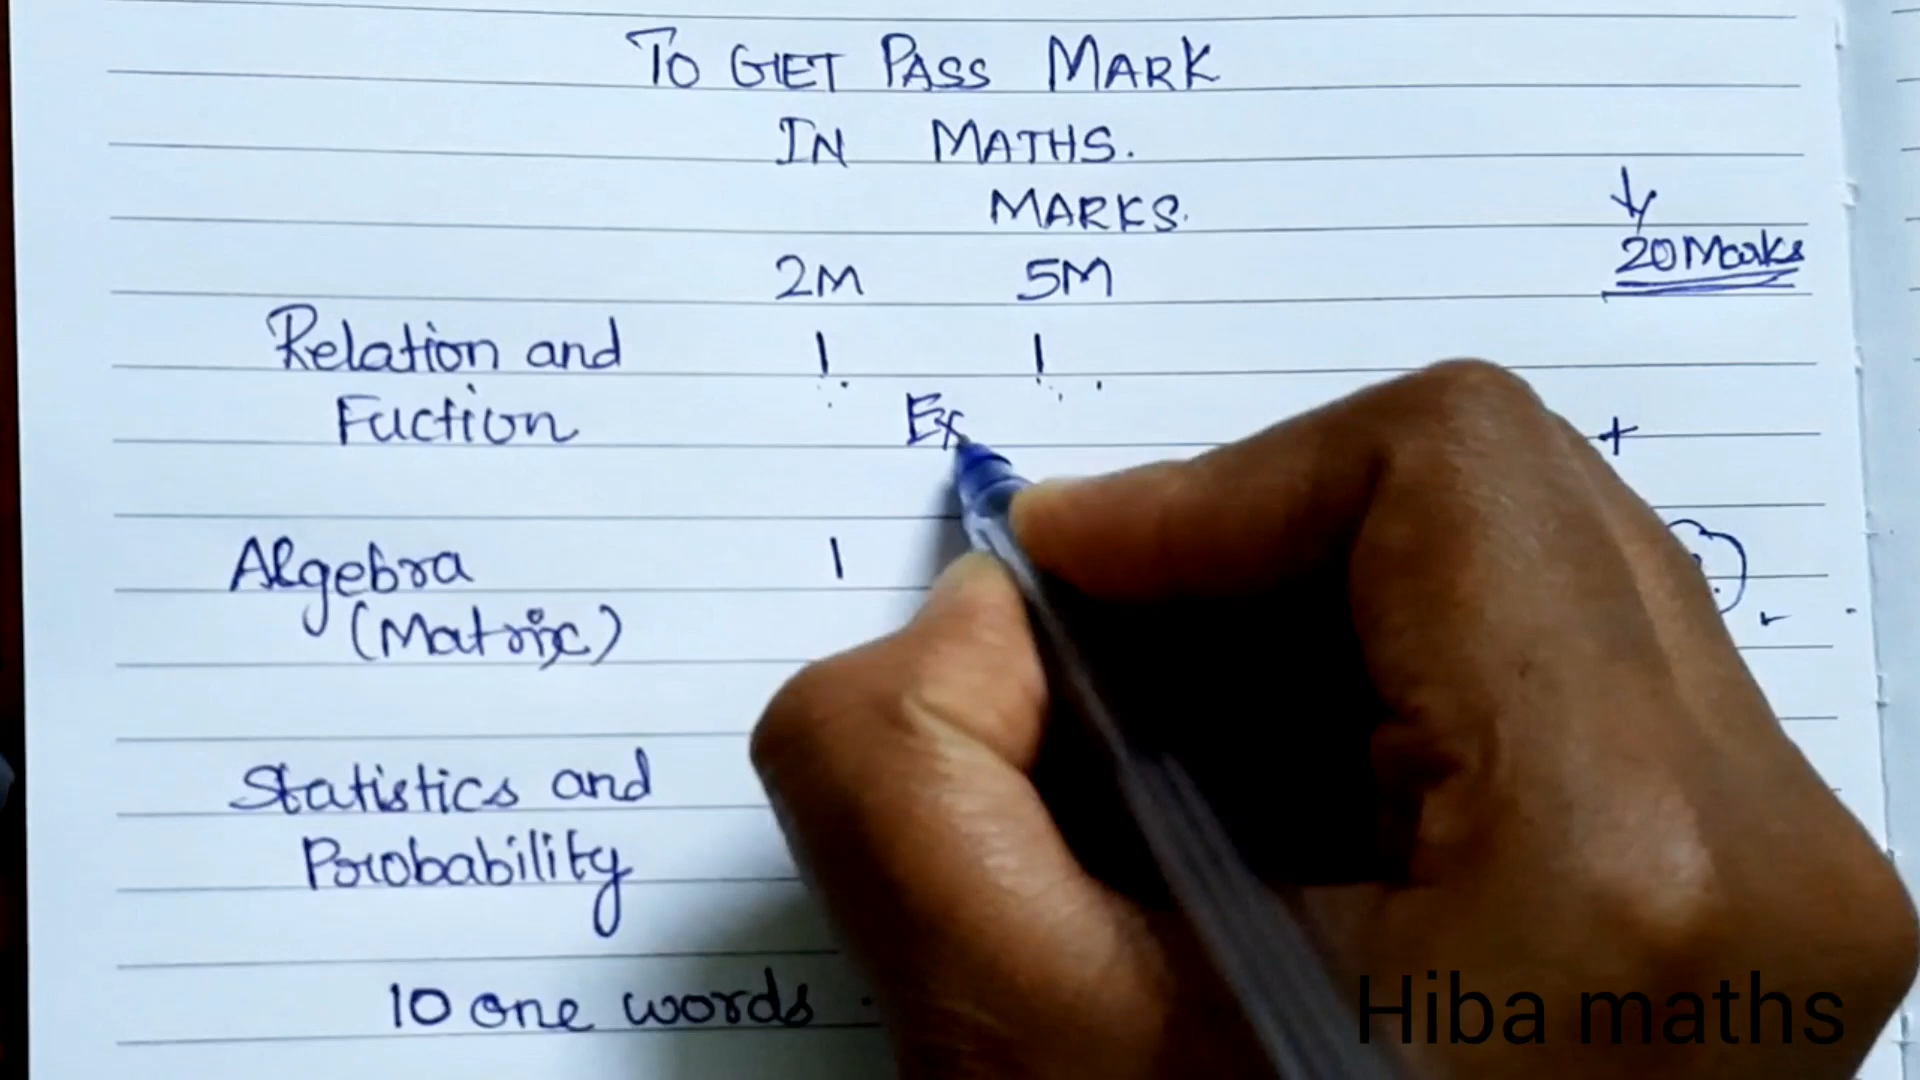 TO GET PASS MARK
IN MATHS.
MARKS.
20 Marks
2M 5M
Relation and 1 1
Fuction Ex
+
Algebra 1
(Matrix)
Statistics and
Probability
10 one words
Hiba maths